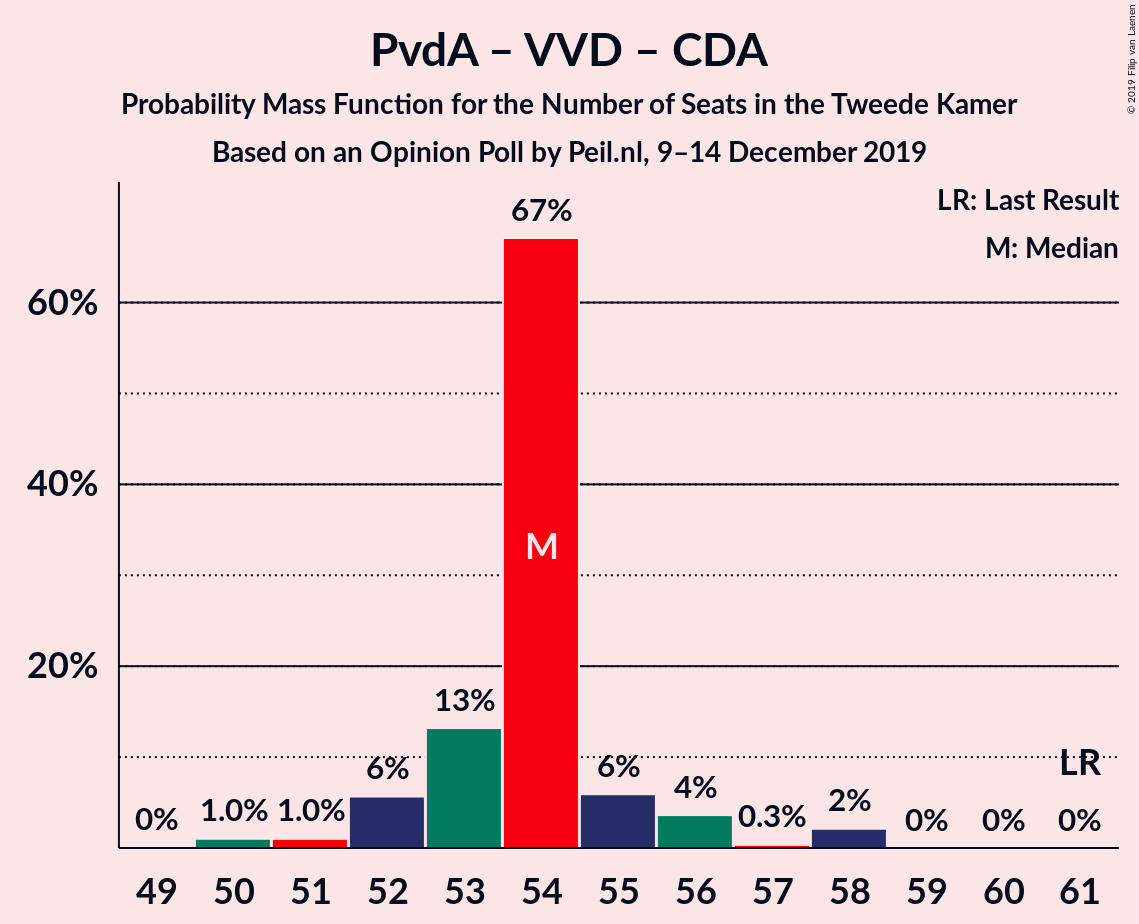 PvdA – VVD – CDA
Probability Mass Function for the Number of Seats in the Tweede Kamer
Based on an Opinion Poll by Peil.nl, 9–14 December 2019
© 2019 Filip van Laenen
LR: Last Result
M: Median
60%
40%
20%
0%
1.0%
1.0%
6%
13%
67%
M
6%
4%
0.3%
2%
0%
0%
LR
0%
49 50 51 52 53 54 55 56 57 58 59 60 61